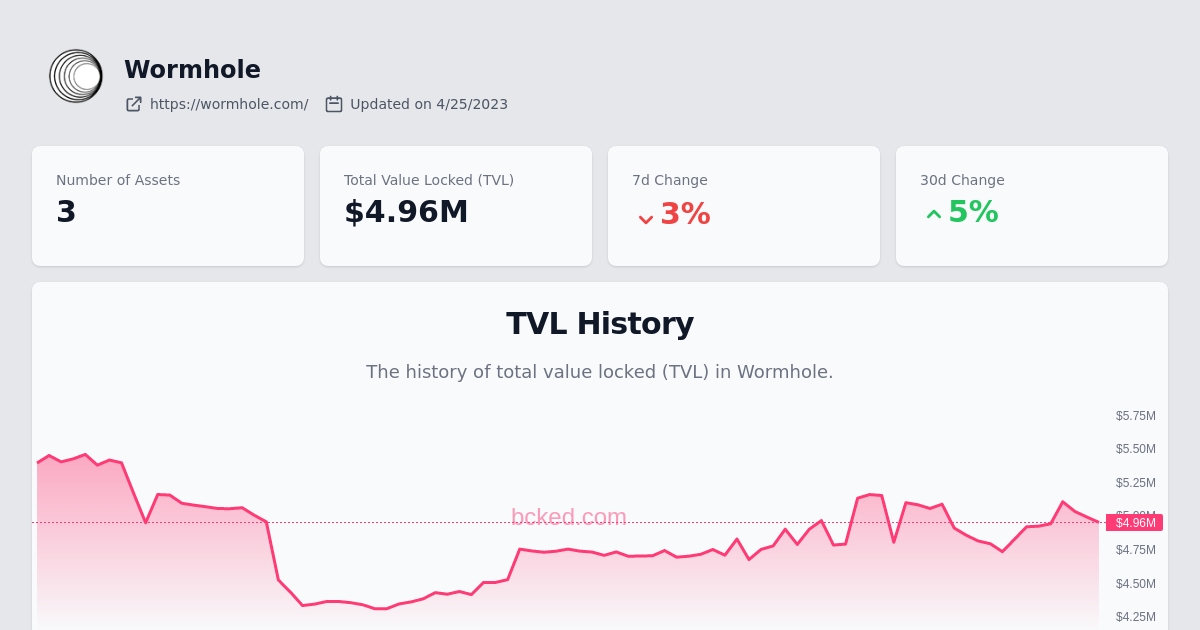 Wormhole
https://wormhole.com/ Updated on 4/25/2023
Number of Assets
3
Total Value Locked (TVL)
$4.96M
7d Change
3%
30d Change
5%
TVL History
The history of total value locked (TVL) in Wormhole.
$5.75M
$5.50M
$5.25M
bcked.com
$4.96M
$4.75M
$4.50M
$4.25M